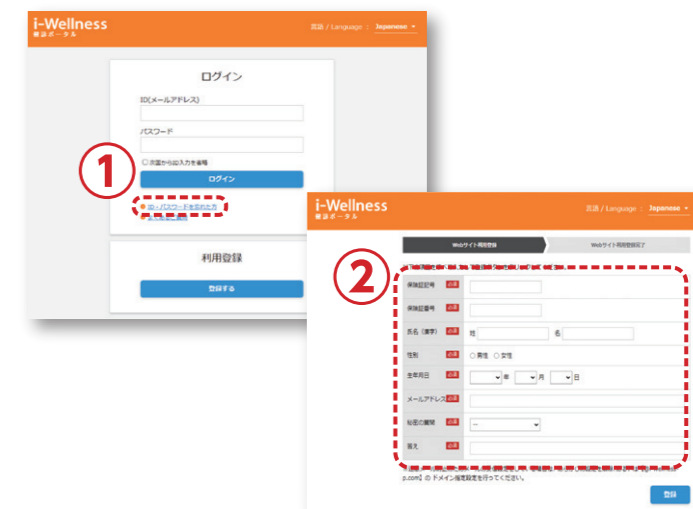 i-Wellness
健診ポータル
言語 / Language : Japanese
ログイン
ID(メールアドレス)
パスワード
次回からID入力を省略
ログイン
ID・パスワードを忘れた方
利用登録
登録する
①
i-Wellness
健診ポータル
言語 / Language : Japanese
Webサイト利用登録
Webサイト利用登録完了
②
保険証記号 必須
保険証番号 必須
氏名（漢字） 必須 姓 名
性別 必須 男性 女性
生年月日 必須 年 月 日
メールアドレス 必須
秘密の質問 必須 --
答え 必須
p.com】の ドメイン指定設定を行ってください。
登録